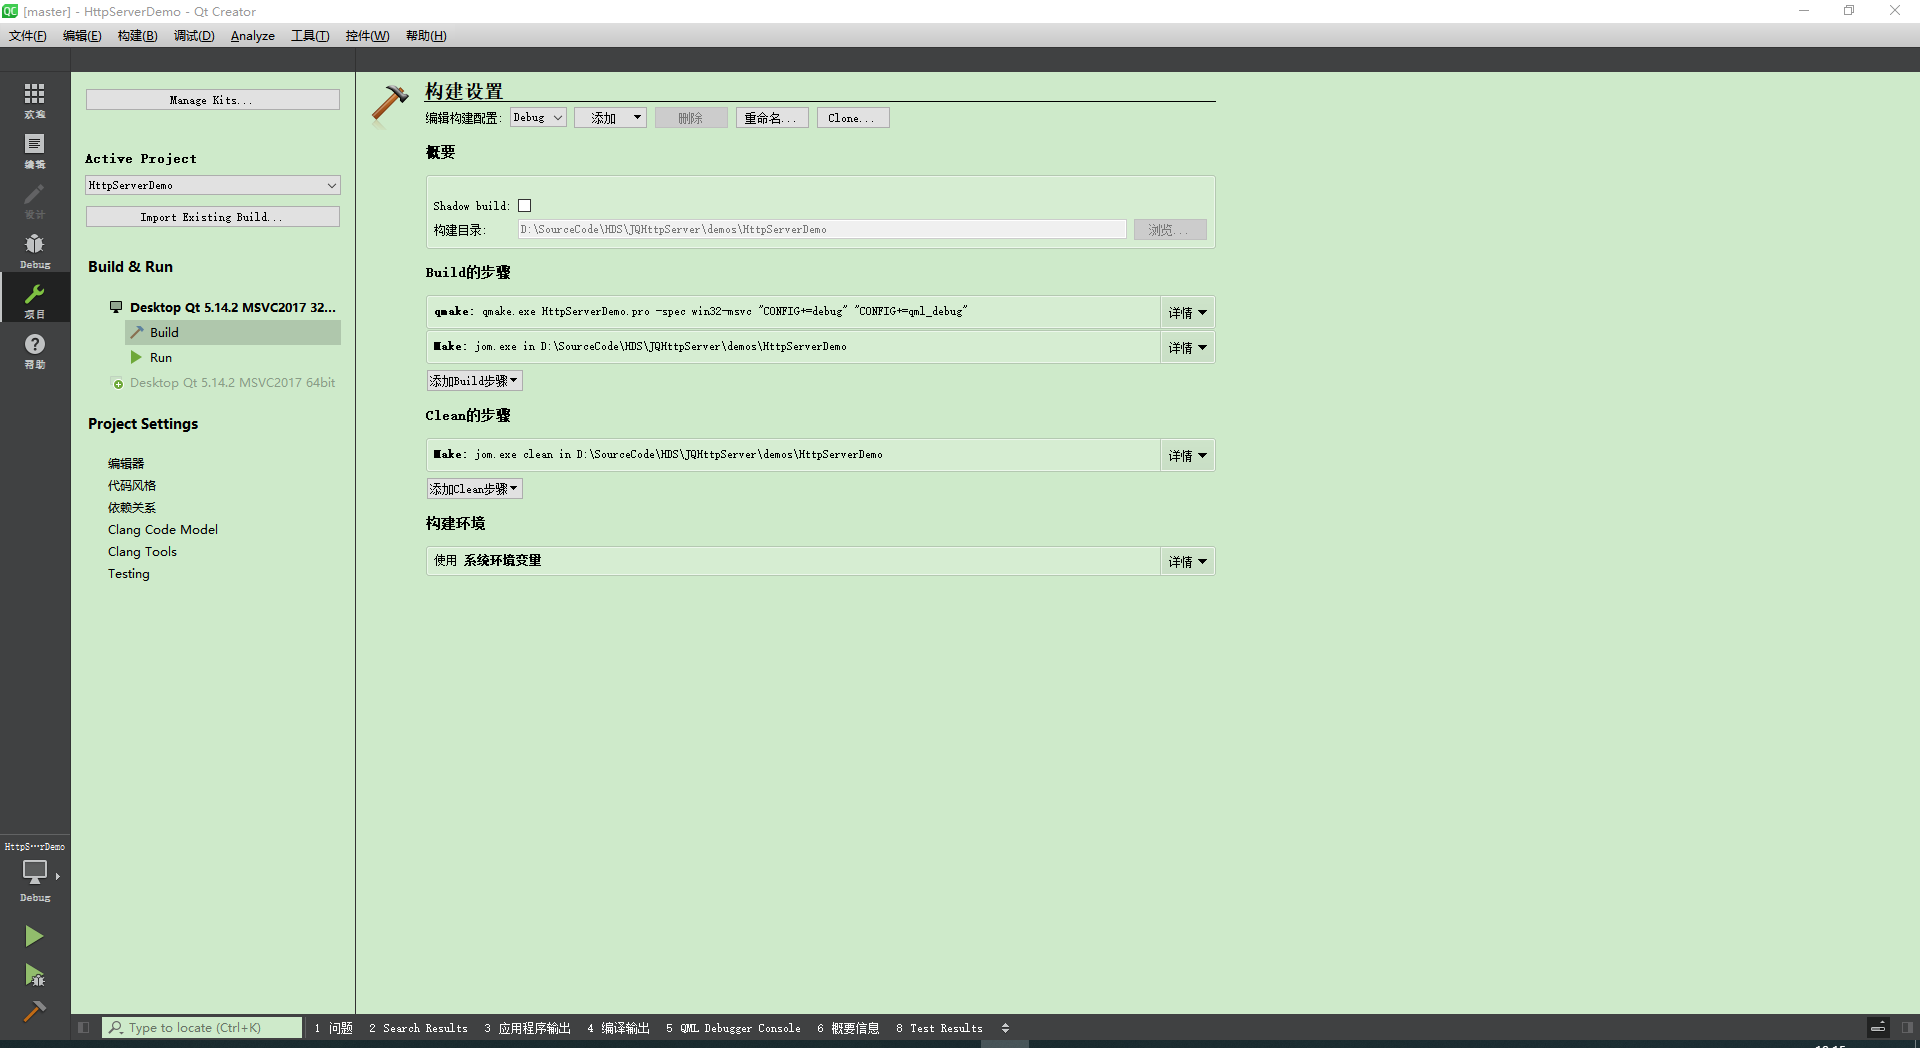 [master] - HttpServerDemo - Qt Creator
文件(F) 编辑(E) 构建(B) 调试(D) Analyze 工具(T) 控件(W) 帮助(H)
欢迎
编辑
设计
Debug
项目
帮助
HttpS···rDemo
Debug
Manage Kits...
Active Project
HttpServerDemo
Import Existing Build...
Build & Run
Desktop Qt 5.14.2 MSVC2017 32...
Build
Run
Desktop Qt 5.14.2 MSVC2017 64bit
Project Settings
编辑器
代码风格
依赖关系
Clang Code Model
Clang Tools
Testing
构建设置
编辑构建配置: Debug 添加 删除 重命名... Clone...
概要
Shadow build:
构建目录: D:\SourceCode\HDS\JQHttpServer\demos\HttpServerDemo 浏览...
Build的步骤
qmake: qmake.exe HttpServerDemo.pro -spec win32-msvc "CONFIG+=debug" "CONFIG+=qml_debug" 详情
Make: jom.exe in D:\SourceCode\HDS\JQHttpServer\demos\HttpServerDemo 详情
添加Build步骤
Clean的步骤
Make: jom.exe clean in D:\SourceCode\HDS\JQHttpServer\demos\HttpServerDemo 详情
添加Clean步骤
构建环境
使用 系统环境变量 详情
Type to locate (Ctrl+K) 1 问题 2 Search Results 3 应用程序输出 4 编译输出 5 QML Debugger Console 6 概要信息 8 Test Results